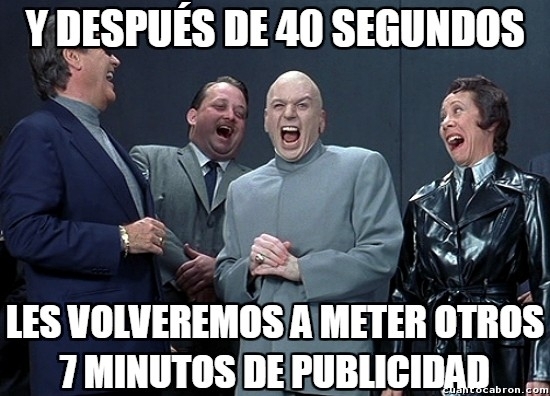 Y DESPUÉS DE 40 SEGUNDOS
LES VOLVEREMOS A METER OTROS
7 MINUTOS DE PUBLICIDAD
cuantocabron.com